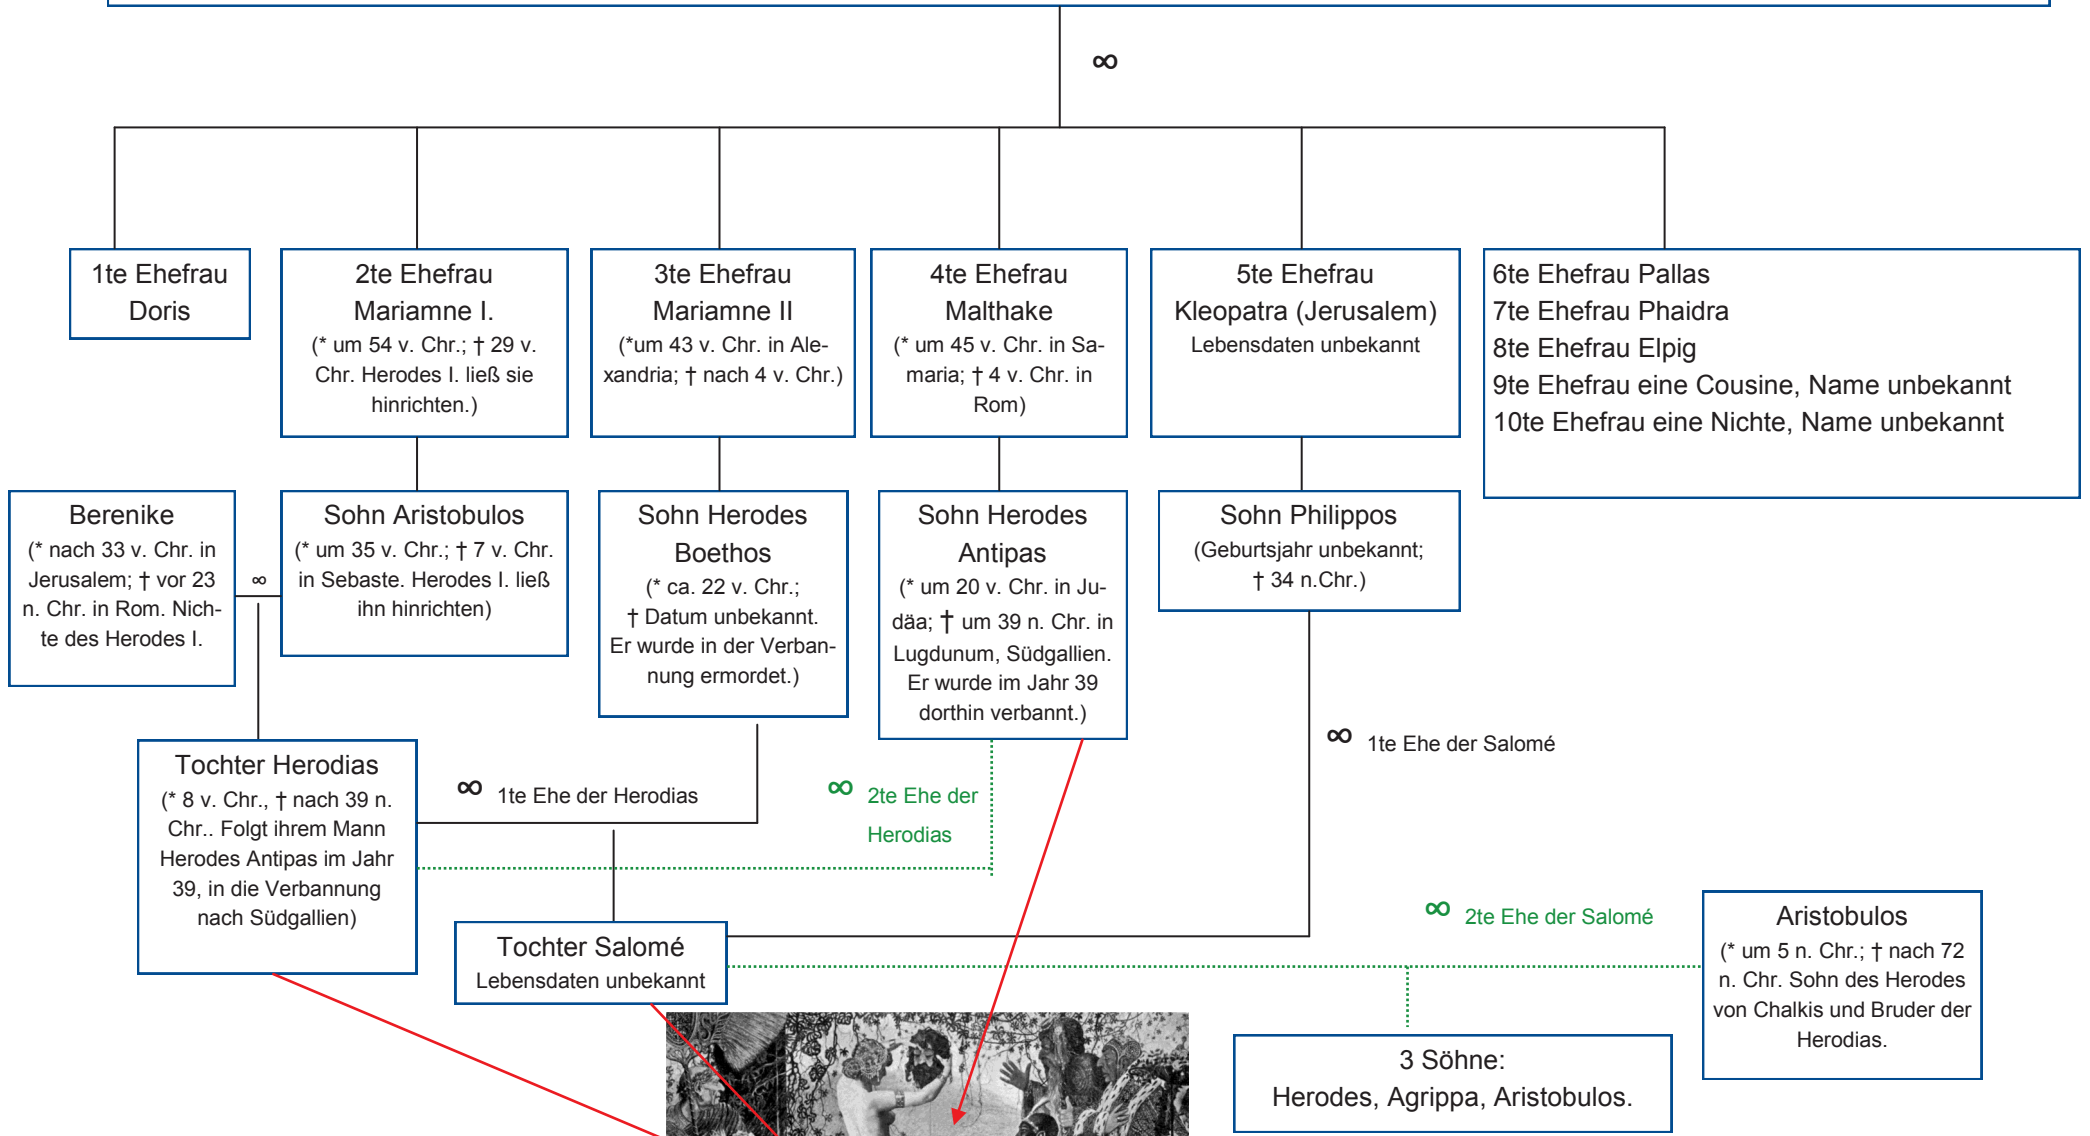 ∞
1te Ehefrau
Doris
2te Ehefrau
Mariamne I.
(* um 54 v. Chr.; † 29 v.
Chr. Herodes I. ließ sie
hinrichten.)
3te Ehefrau
Mariamne II
(*um 43 v. Chr. in Ale-
xandria; † nach 4 v. Chr.)
4te Ehefrau
Malthake
(* um 45 v. Chr. in Sa-
maria; † 4 v. Chr. in
Rom)
5te Ehefrau
Kleopatra (Jerusalem)
Lebensdaten unbekannt
6te Ehefrau Pallas
7te Ehefrau Phaidra
8te Ehefrau Elpig
9te Ehefrau eine Cousine, Name unbekannt
10te Ehefrau eine Nichte, Name unbekannt
Berenike
(* nach 33 v. Chr. in
Jerusalem; † vor 23
n. Chr. in Rom. Nich-
te des Herodes I.
∞
Sohn Aristobulos
(* um 35 v. Chr.; † 7 v. Chr.
in Sebaste. Herodes I. ließ
ihn hinrichten)
Sohn Herodes
Boethos
(* ca. 22 v. Chr.;
† Datum unbekannt.
Er wurde in der Verban-
nung ermordet.)
Sohn Herodes
Antipas
(* um 20 v. Chr. in Ju-
däa; † um 39 n. Chr. in
Lugdunum, Südgallien.
Er wurde im Jahr 39
dorthin verbannt.)
Sohn Philippos
(Geburtsjahr unbekannt;
† 34 n.Chr.)
Tochter Herodias
(* 8 v. Chr., † nach 39 n.
Chr.. Folgt ihrem Mann
Herodes Antipas im Jahr
39, in die Verbannung
nach Südgallien)
∞ 1te Ehe der Herodias
∞ 2te Ehe der
Herodias
∞ 1te Ehe der Salomé
Tochter Salomé
Lebensdaten unbekannt
∞ 2te Ehe der Salomé
Aristobulos
(* um 5 n. Chr.; † nach 72
n. Chr. Sohn des Herodes
von Chalkis und Bruder der
Herodias.
3 Söhne:
Herodes, Agrippa, Aristobulos.